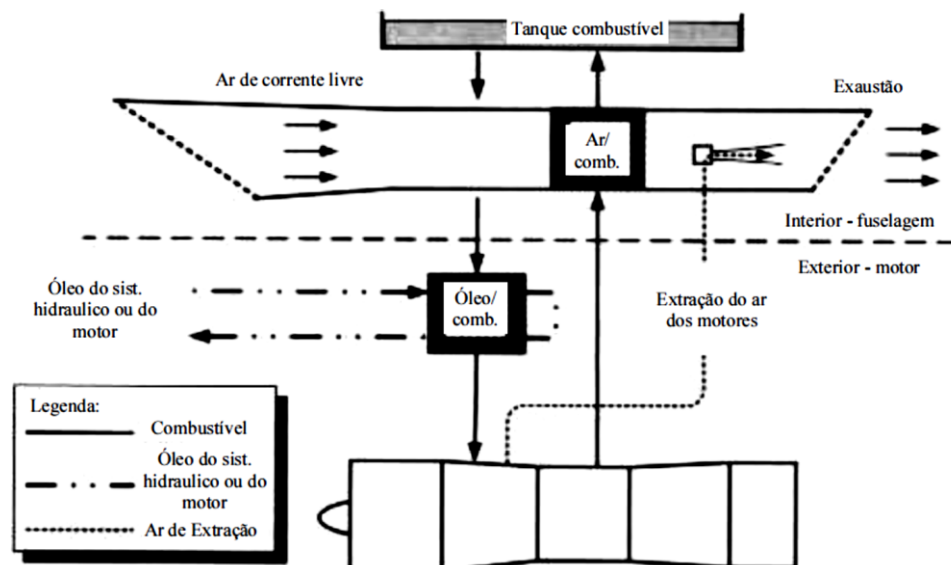 Tanque combustível
Ar de corrente livre
Exaustão
Ar/
comb.
Interior - fuselagem
Exterior - motor
Óleo do sist.
hidraulico ou do
motor
Óleo/
comb.
Extração do ar
dos motores
Legenda:
Combustível
Óleo do sist.
hidraulico ou do
motor
Ar de Extração